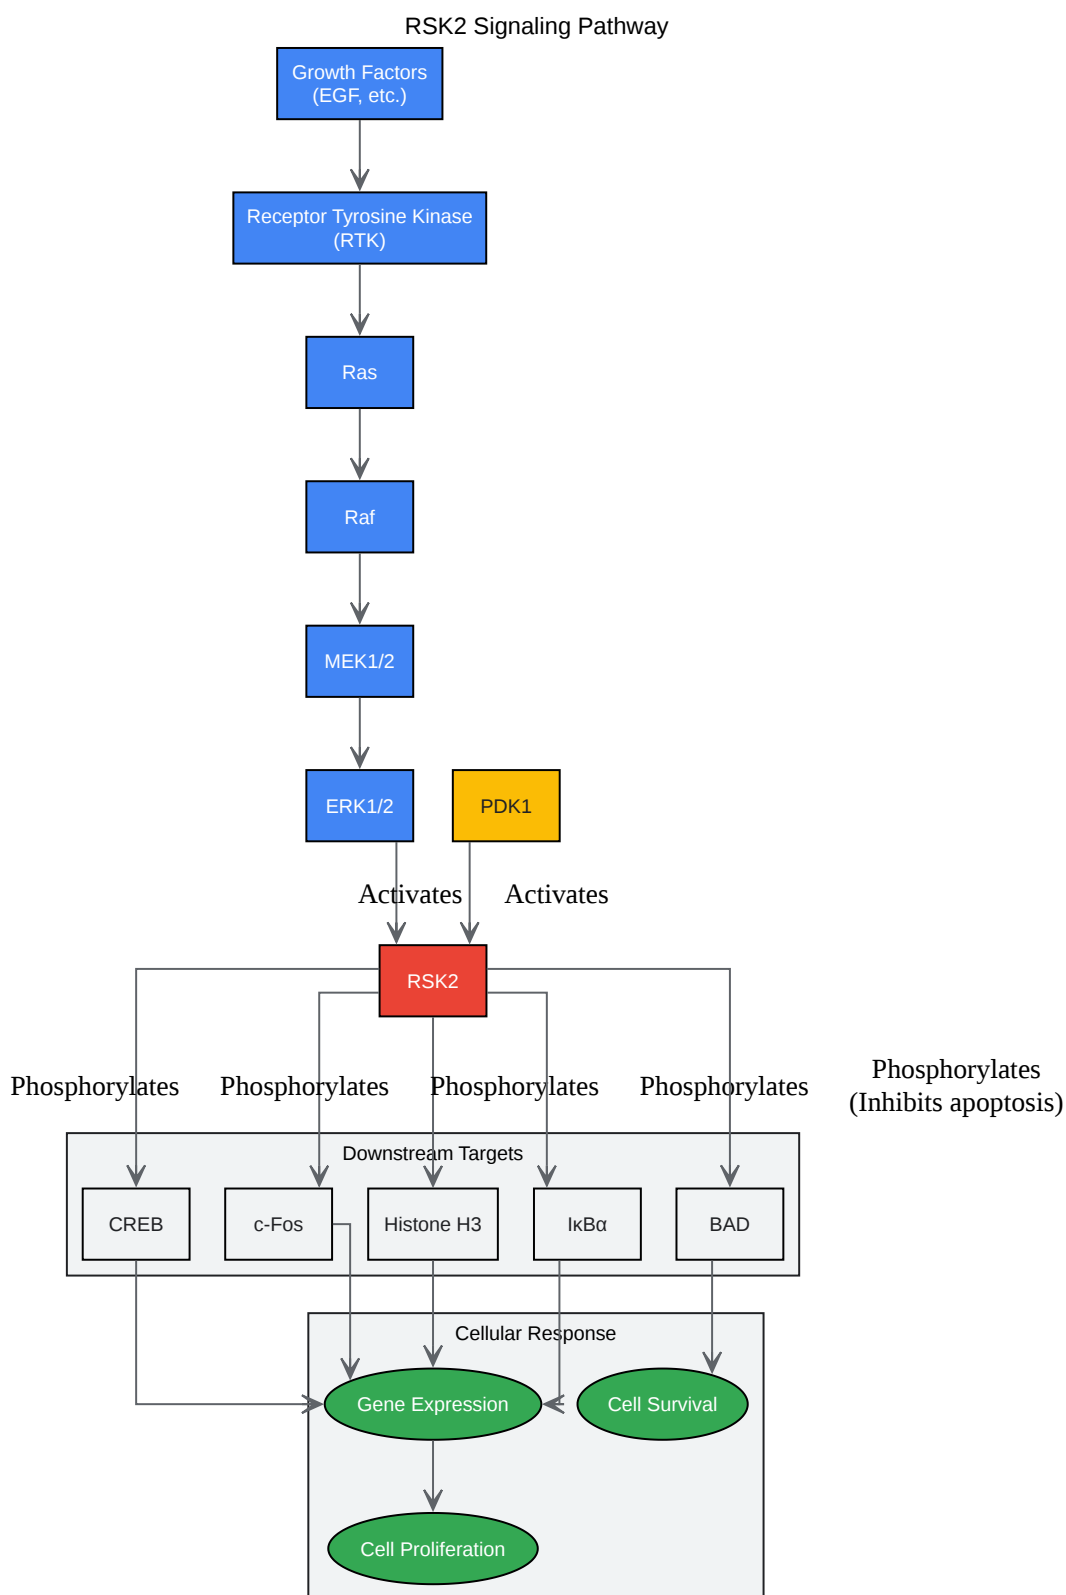 RSK2 Signaling Pathway
Growth Factors
(EGF, etc.)
Receptor Tyrosine Kinase
(RTK)
Ras
Raf
MEK1/2
ERK1/2
PDK1
Activates
Activates
RSK2
Phosphorylates
Phosphorylates
Phosphorylates
Phosphorylates
Phosphorylates
(Inhibits apoptosis)
Downstream Targets
CREB
c-Fos
Histone H3
IκBα
BAD
Cellular Response
Gene Expression
Cell Survival
Cell Proliferation